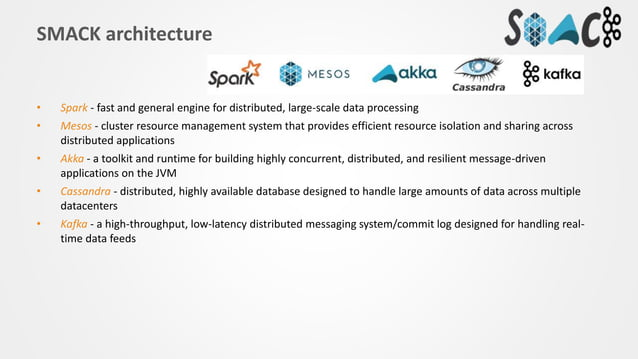 SMACK architecture
SMACK
Spark
MESOS
akka
Cassandra
kafka
• Spark - fast and general engine for distributed, large-scale data processing
• Mesos - cluster resource management system that provides efficient resource isolation and sharing across
distributed applications
• Akka - a toolkit and runtime for building highly concurrent, distributed, and resilient message-driven
applications on the JVM
• Cassandra - distributed, highly available database designed to handle large amounts of data across multiple
datacenters
• Kafka - a high-throughput, low-latency distributed messaging system/commit log designed for handling real-
time data feeds